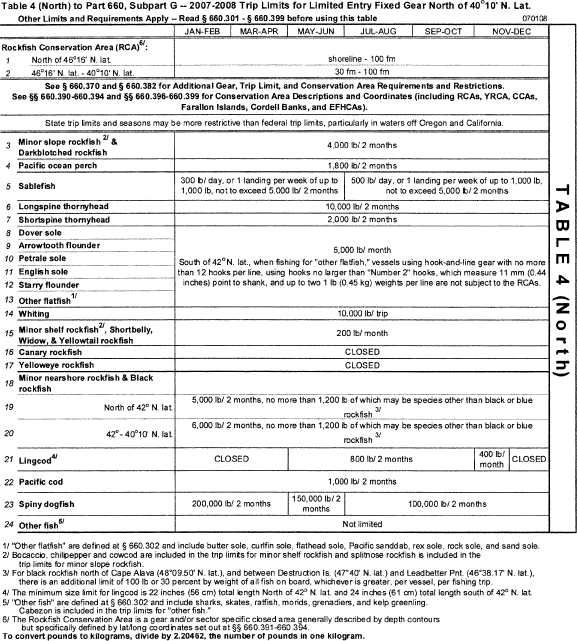 Table 4 (North) to Part 660, Subpart G -- 2007-2008 Trip Limits for Limited Entry Fixed Gear North of 40°10' N. Lat.
Other Limits and Requirements Apply -- Read § 660.301 - § 660.399 before using this table
070108
JAN-FEB MAR-APR MAY-JUN JUL-AUG SEP-OCT NOV-DEC
Rockfish Conservation Area (RCA)6/:
1 North of 46°16' N. lat. shoreline - 100 fm
2 46°16' N. lat. - 40°10' N. lat. 30 fm - 100 fm
See § 660.370 and § 660.382 for Additional Gear, Trip Limit, and Conservation Area Requirements and Restrictions.
See §§ 660.390-660.394 and §§ 660.396-660.399 for Conservation Area Descriptions and Coordinates (including RCAs, YRCA, CCAs,
Farallon Islands, Cordell Banks, and EFHCAs).
State trip limits and seasons may be more restrictive than federal trip limits, particularly in waters off Oregon and California.
3 Minor slope rockfish 2/ &
Darkblotched rockfish
4,000 lb/ 2 months
4 Pacific ocean perch 1,800 lb/ 2 months
5 Sablefish
300 lb/ day, or 1 landing per week of up to
1,000 lb, not to exceed 5,000 lb/ 2 months
500 lb/ day, or 1 landing per week of up to 1,000 lb,
not to exceed 5,000 lb/ 2 months
6 Longspine thornyhead 10,000 lb/ 2 months
7 Shortspine thornyhead 2,000 lb/ 2 months
8 Dover sole
9 Arrowtooth flounder
10 Petrale sole
11 English sole
12 Starry flounder
13 Other flatfish1/
5,000 lb/month
South of 42°N. lat., when fishing for "other flatfish," vessels using hook-and-line gear with no more
than 12 hooks per line, using hooks no larger than "Number 2" hooks, which measure 11 mm (0.44
inches) point to shank, and up to two 1 lb (0.45 kg) weights per line are not subject to the RCAs.
14 Whiting 10,000 lb/ trip
15 Minor shelf rockfish2/, Shortbelly,
Widow, & Yellowtail rockfish
200 lb/ month
16 Canary rockfish CLOSED
17 Yelloweye rockfish CLOSED
18 Minor nearshore rockfish & Black
rockfish
19 North of 42° N. lat.
5,000 lb/ 2 months, no more than 1,200 lb of which may be species other than black or blue
rockfish 3/
20 42° - 40°10' N. lat.
6,000 lb/ 2 months, no more than 1,200 lb of which may be species other than black or blue
rockfish 3/
21 Lingcod4/ CLOSED 800 lb/ 2 months 400 lb/
month CLOSED
22 Pacific cod 1,000 lb/ 2 months
23 Spiny dogfish 200,000 lb/ 2 months 150,000 lb/ 2
months 100,000 lb/ 2 months
24 Other fish5/ Not limited
TABLE 4 (North)
1/ "Other flatfish" are defined at § 660.302 and include butter sole, curlfin sole, flathead sole, Pacific sanddab, rex sole, rock sole, and sand sole.
2/ Bocaccio, chilipepper and cowcod are included in the trip limits for minor shelf rockfish and splitnose rockfish is included in the
trip limits for minor slope rockfish.
3/ For black rockfish north of Cape Alava (48°09.50' N. lat.), and between Destruction Is. (47°40' N. lat.) and Leadbetter Pnt. (46°38.17' N. lat.),
there is an additional limit of 100 lb or 30 percent by weight of all fish on board, whichever is greater, per vessel, per fishing trip.
4/ The minimum size limit for lingcod is 22 inches (56 cm) total length North of 42° N. lat. and 24 inches (61 cm) total length south of 42° N. lat.
5/ "Other fish" are defined at § 660.302 and include sharks, skates, ratfish, morids, grenadiers, and kelp greenling.
Cabezon is included in the trip limits for "other fish."
6/ The Rockfish Conservation Area is a gear and/or sector specific closed area generally described by depth contours
but specifically defined by lat/long coordinates set out at §§ 660.391-660.394.
To convert pounds to kilograms, divide by 2.20462, the number of pounds in one kilogram.